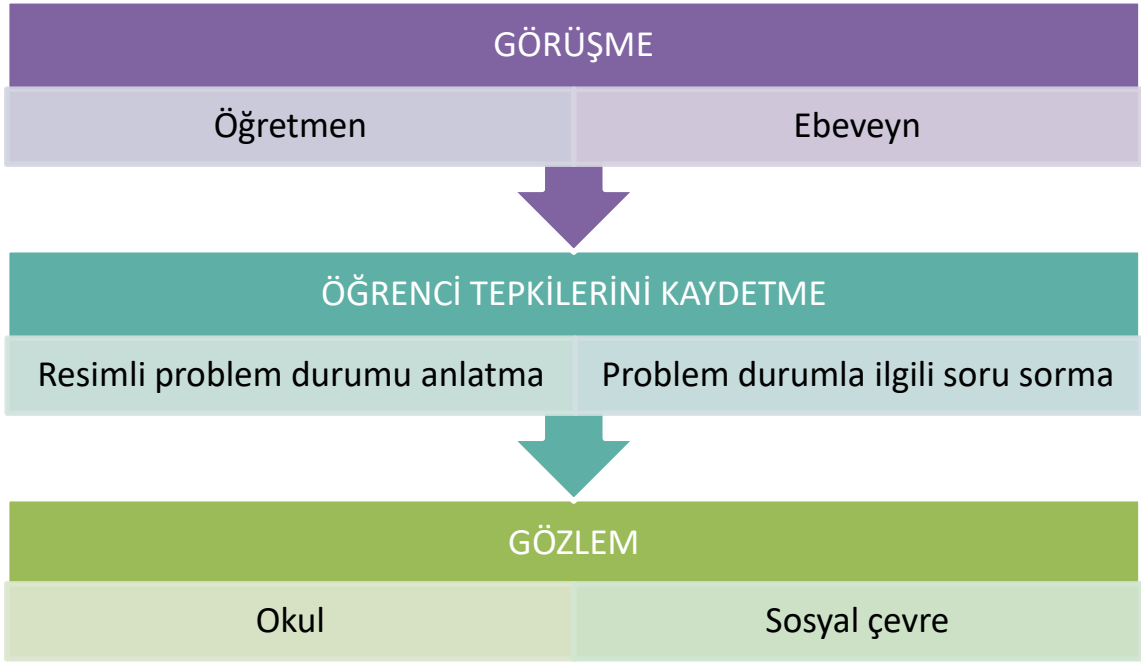 GÖRÜŞME
Öğretmen
Ebeveyn
ÖĞRENCİ TEPKİLERİNİ KAYDETME
Resimli problem durumu anlatma
Problem durumla ilgili soru sorma
GÖZLEM
Okul
Sosyal çevre